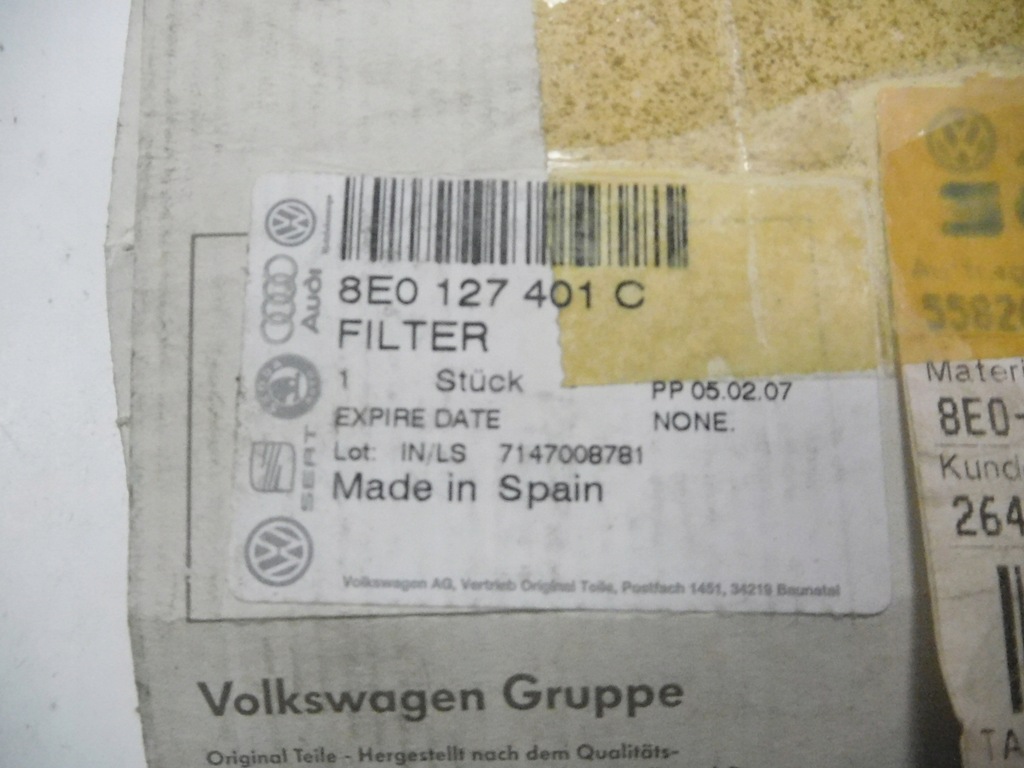 Audi
8E0 127 401 C
FILTER
1 Stück PP 05.02.07
EXPIRE DATE NONE.
Lot: IN/LS 7147008781
Made in Spain
SEAT
Volkswagen AG, Vertrieb Original Teile, Postfach 1451, 34219 Baunatal
Volkswagen Gruppe
Original Teile - Hergestellt nach dem Qualitäts-
5582
Materi
8E0-
Kund
264
TA